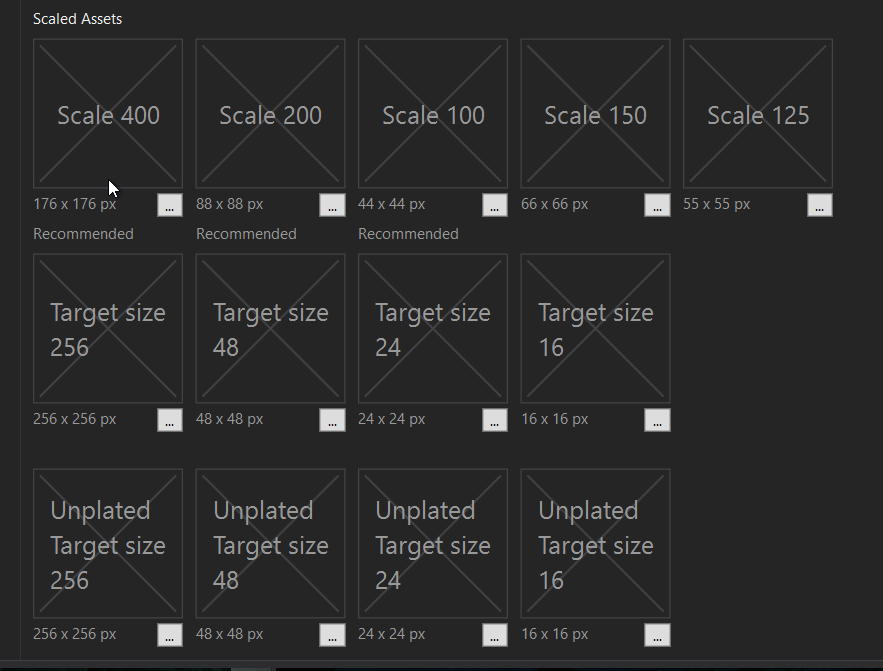 Scaled Assets
Scale 400 Scale 200 Scale 100 Scale 150 Scale 125
176 x 176 px ... 88 x 88 px ... 44 x 44 px ... 66 x 66 px ... 55 x 55 px ...
Recommended Recommended Recommended
Target size Target size Target size Target size
256 48 24 16
256 x 256 px ... 48 x 48 px ... 24 x 24 px ... 16 x 16 px ...
Unplated Unplated Unplated Unplated
Target size Target size Target size Target size
256 48 24 16
256 x 256 px ... 48 x 48 px ... 24 x 24 px ... 16 x 16 px ...